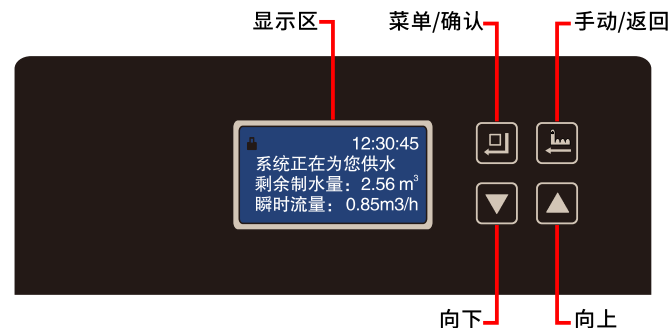 显示区
菜单/确认
手动/返回
12:30:45
系统正在为您供水
剩余制水量：2.56 m³
瞬时流量：0.85m3/h
向下
向上